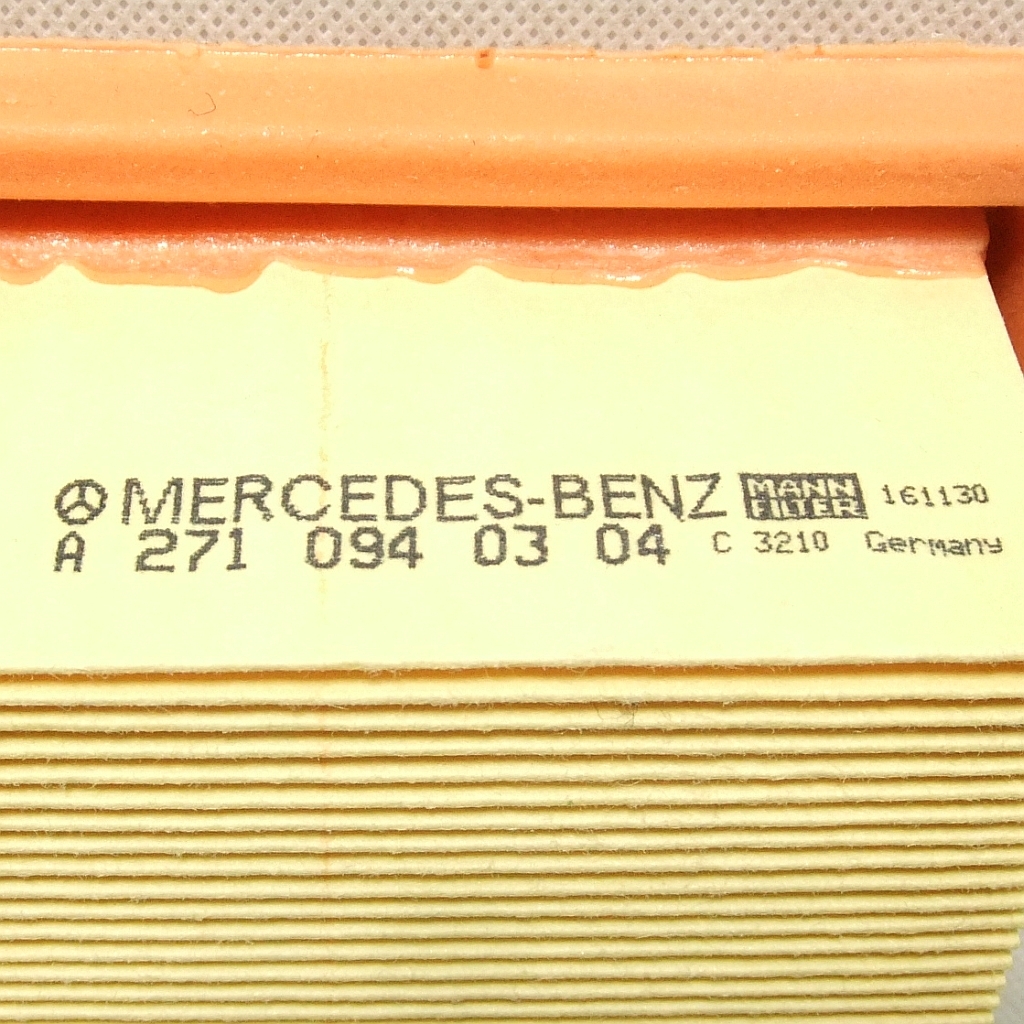 MERCEDES-BENZ MANN FILTER 161130
A 271 094 03 04 C 3210 Germany